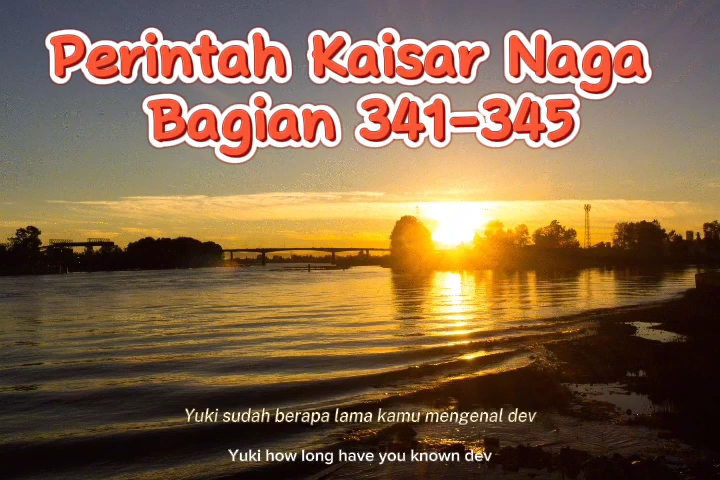 Perintah Kaisar Naga
Bagian 341-345
Yuki sudah berapa lama kamu mengenal dev
Yuki how long have you known dev